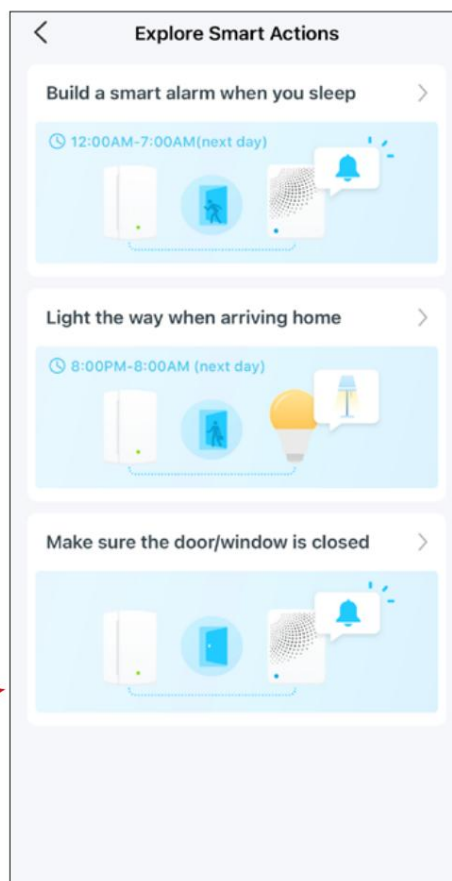 Explore Smart Actions
Build a smart alarm when you sleep
12:00AM-7:00AM(next day)
Light the way when arriving home
8:00PM-8:00AM (next day)
Make sure the door/window is closed